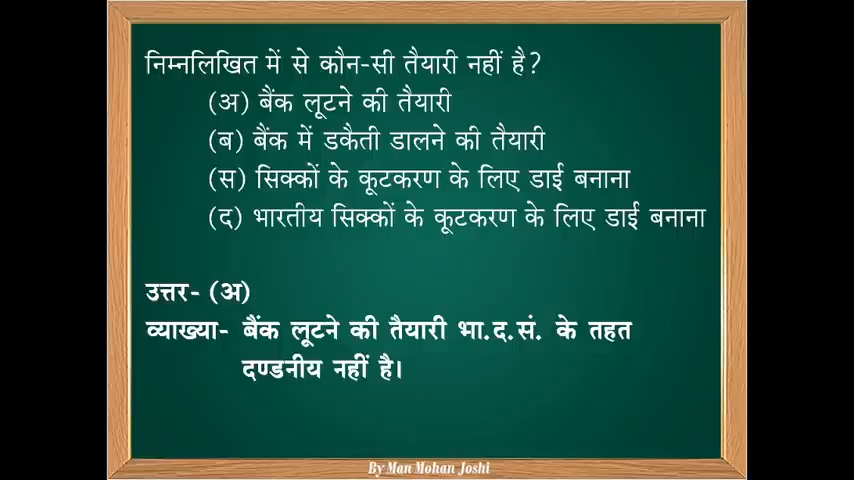 निम्नलिखित में से कौन-सी तैयारी नहीं है?
(अ) बैंक लूटने की तैयारी
(ब) बैंक में डकैती डालने की तैयारी
(स) सिक्कों के कूटकरण के लिए डाई बनाना
(द) भारतीय सिक्कों के कूटकरण के लिए डाई बनाना
उत्तर- (अ)
व्याख्या- बैंक लूटने की तैयारी भा.द.सं. के तहत
दण्डनीय नहीं है।
By Man Mohan Joshi